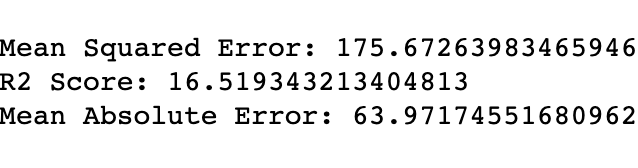 Mean Squared Error: 175.67263983465946
R2 Score: 16.519343213404813
Mean Absolute Error: 63.97174551680962